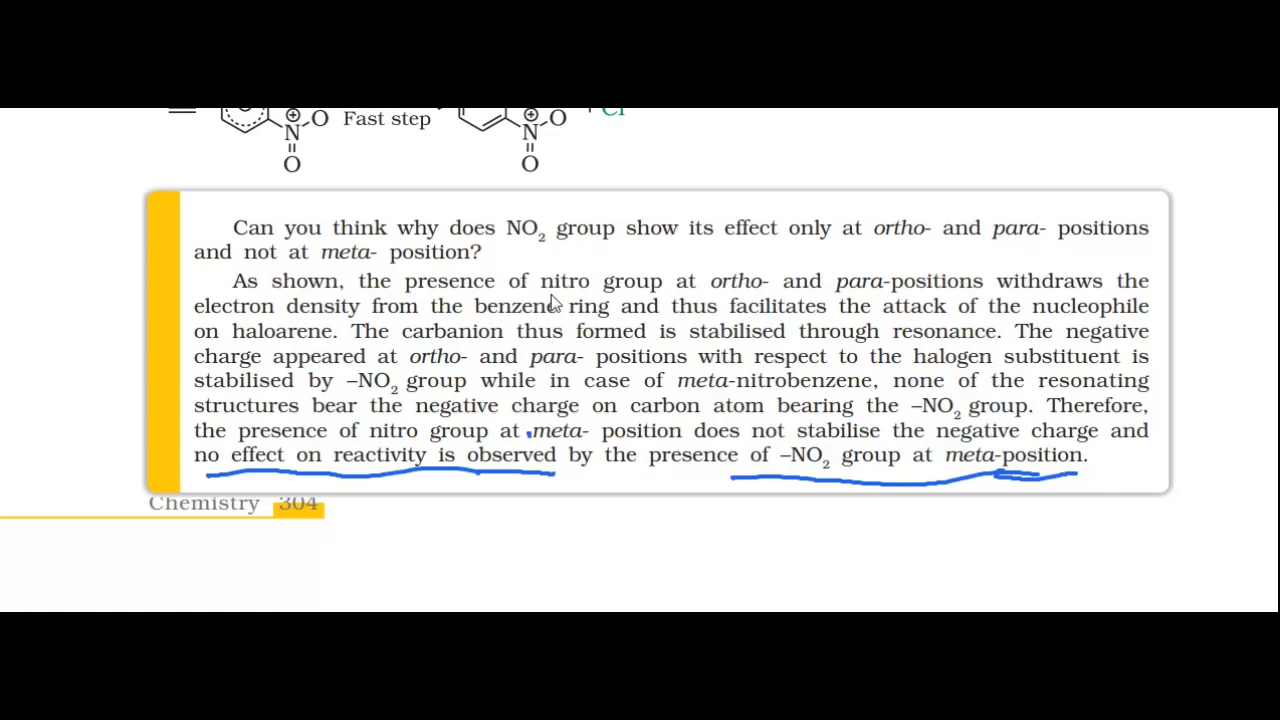 O Fast step O + Cl
N N
O O
Can you think why does NO2 group show its effect only at ortho- and para- positions
and not at meta- position?
As shown, the presence of nitro group at ortho- and para-positions withdraws the
electron density from the benzene ring and thus facilitates the attack of the nucleophile
on haloarene. The carbanion thus formed is stabilised through resonance. The negative
charge appeared at ortho- and para- positions with respect to the halogen substituent is
stabilised by –NO2 group while in case of meta-nitrobenzene, none of the resonating
structures bear the negative charge on carbon atom bearing the –NO2 group. Therefore,
the presence of nitro group at meta- position does not stabilise the negative charge and
no effect on reactivity is observed by the presence of –NO2 group at meta-position.
Chemistry 304